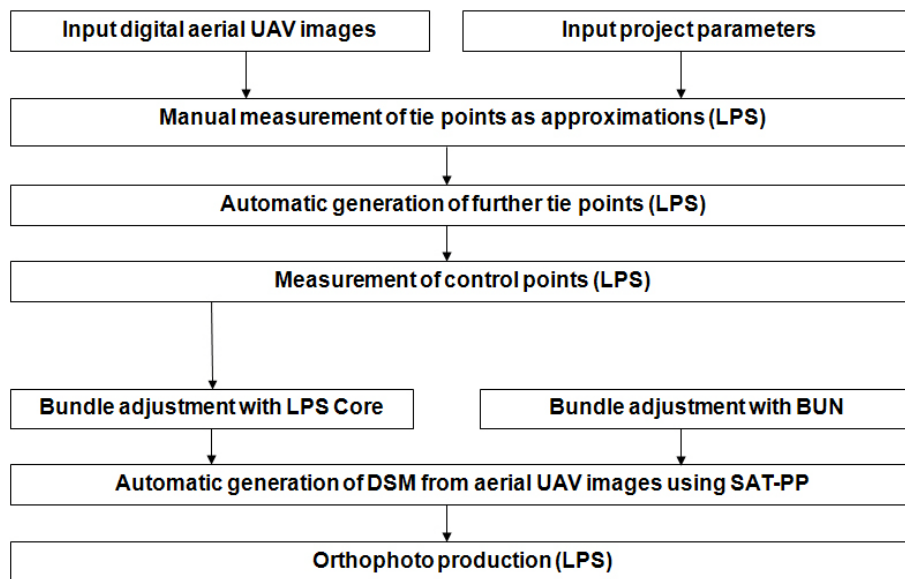 Input digital aerial UAV images
Input project parameters
Manual measurement of tie points as approximations (LPS)
Automatic generation of further tie points (LPS)
Measurement of control points (LPS)
Bundle adjustment with LPS Core
Bundle adjustment with BUN
Automatic generation of DSM from aerial UAV images using SAT-PP
Orthophoto production (LPS)